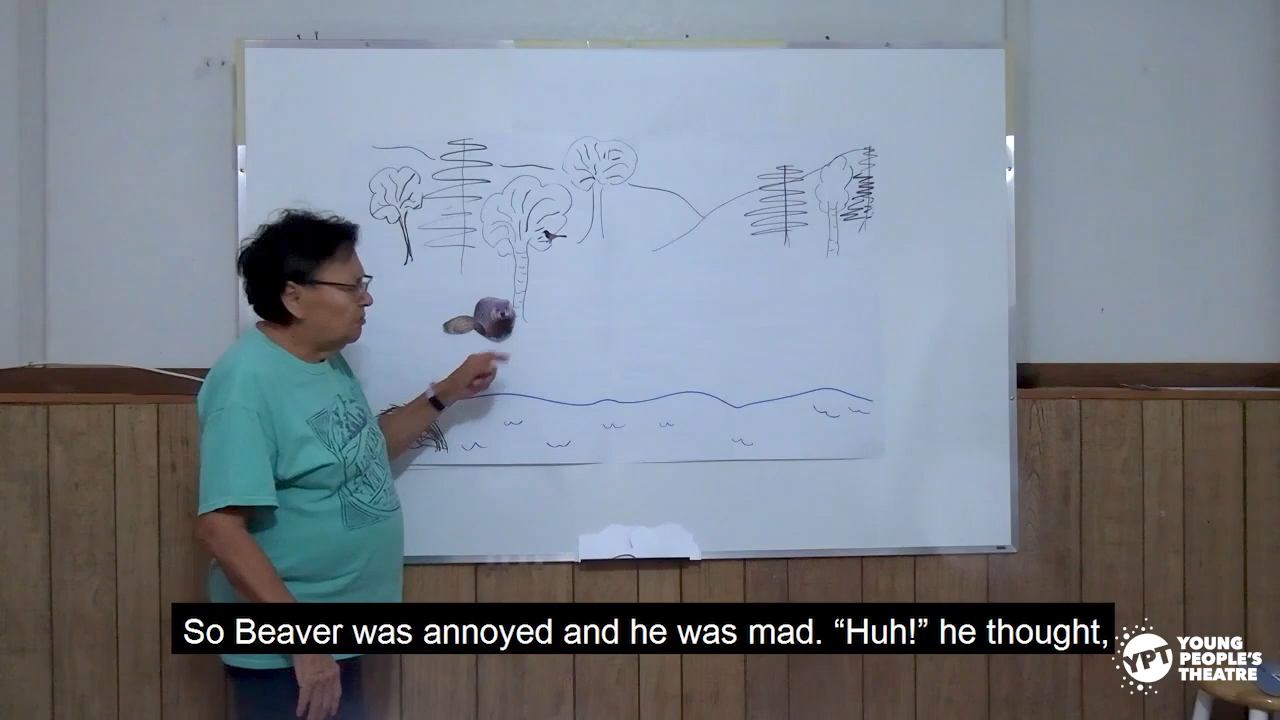 So Beaver was annoyed and he was mad. “Huh!” he thought,
YPT
YOUNG
PEOPLE'S
THEATRE